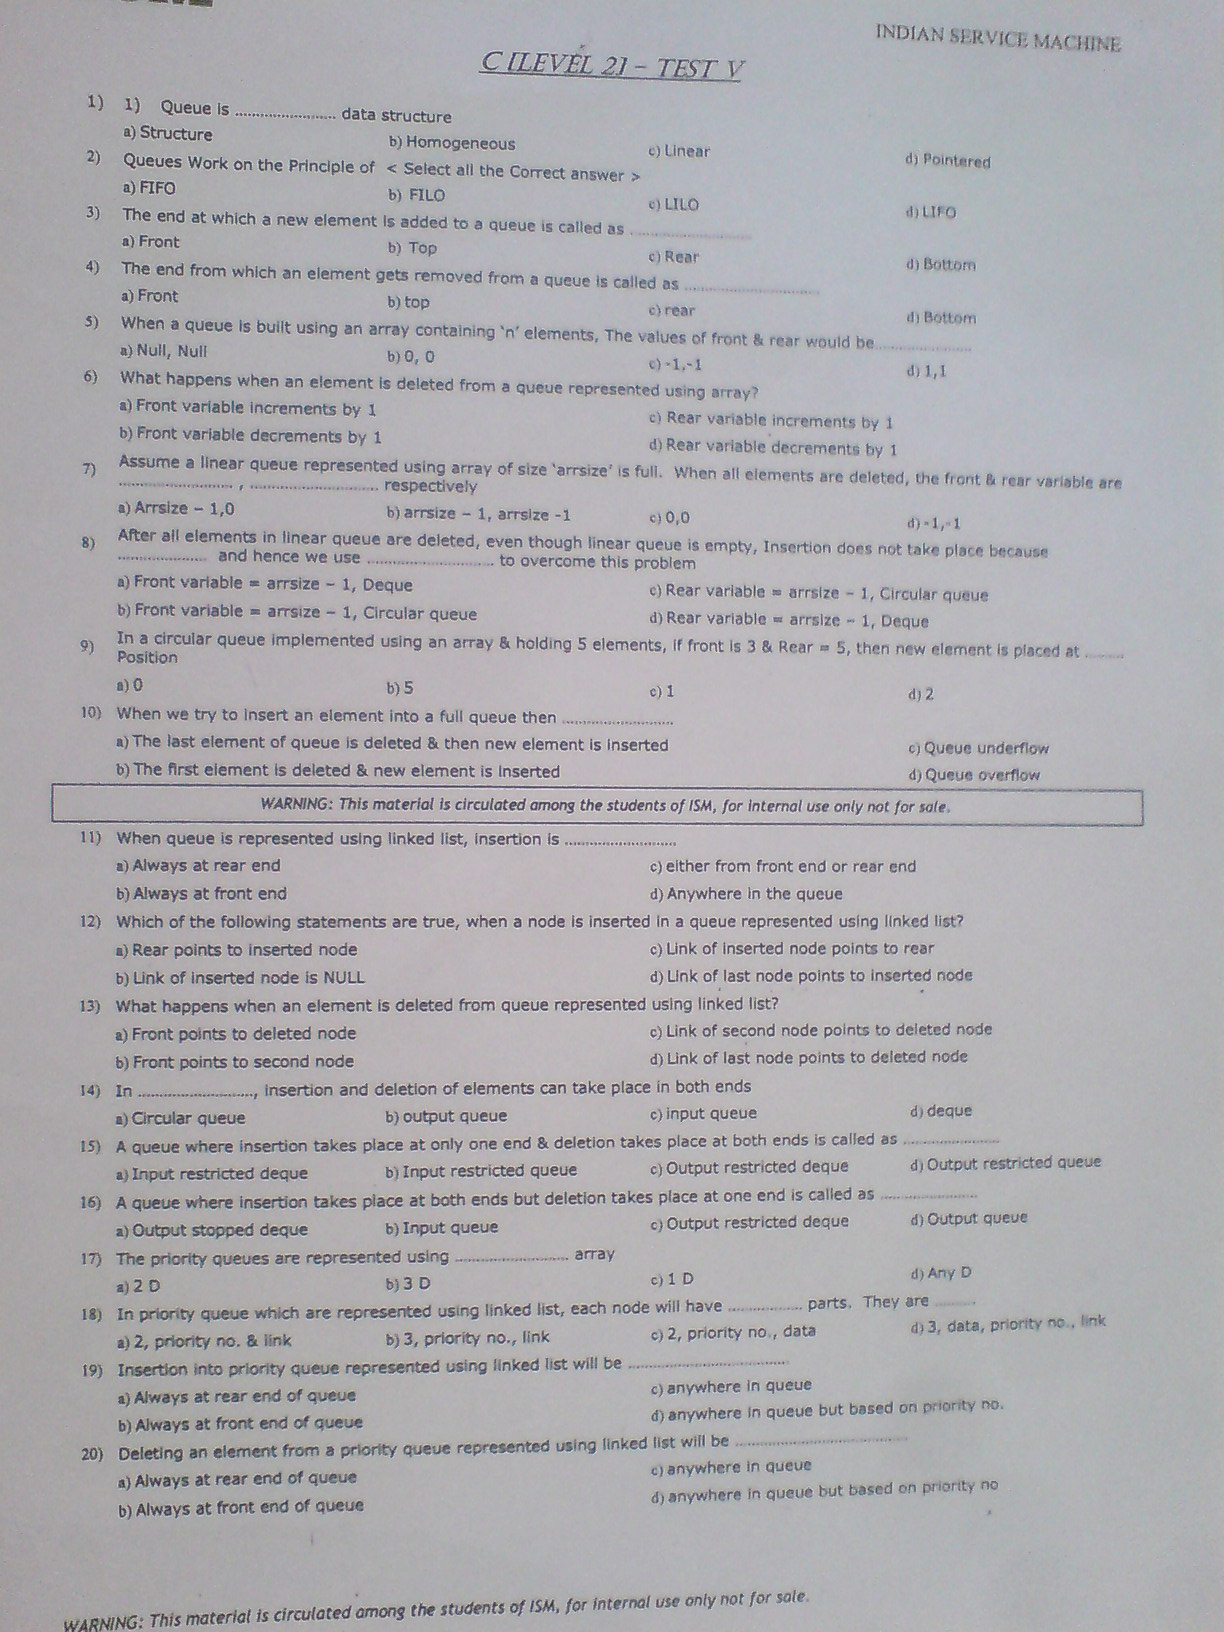 INDIAN SERVICE MACHINE
C [LEVEL 2] – TEST V
1) 1) Queue is ........................ data structure
a) Structure b) Homogeneous c) Linear d) Pointered
2) Queues Work on the Principle of < Select all the Correct answer >
a) FIFO b) FILO c) LILO d) LIFO
3) The end at which a new element is added to a queue is called as ............................
a) Front b) Top c) Rear d) Bottom
4) The end from which an element gets removed from a queue is called as ................................
a) Front b) top c) rear d) Bottom
5) When a queue is built using an array containing ‘n’ elements, The values of front & rear would be.......................
a) Null, Null b) 0, 0 c) -1,-1 d) 1,1
6) What happens when an element is deleted from a queue represented using array?
a) Front variable increments by 1 c) Rear variable increments by 1
b) Front variable decrements by 1 d) Rear variable decrements by 1
7) Assume a linear queue represented using array of size ‘arrsize’ is full. When all elements are deleted, the front & rear variable are
............................ , ................................ respectively
a) Arrsize – 1,0 b) arrsize – 1, arrsize -1 c) 0,0 d) -1,-1
8) After all elements in linear queue are deleted, even though linear queue is empty, Insertion does not take place because
...................... and hence we use ............................... to overcome this problem
a) Front variable = arrsize – 1, Deque c) Rear variable = arrsize – 1, Circular queue
b) Front variable = arrsize – 1, Circular queue d) Rear variable = arrsize – 1, Deque
9) In a circular queue implemented using an array & holding 5 elements, if front is 3 & Rear = 5, then new element is placed at .........
Position
a) 0 b) 5 c) 1 d) 2
10) When we try to insert an element into a full queue then ...........................
a) The last element of queue is deleted & then new element is inserted c) Queue underflow
b) The first element is deleted & new element is inserted d) Queue overflow
WARNING: This material is circulated among the students of ISM, for internal use only not for sale.
11) When queue is represented using linked list, insertion is ...........................
a) Always at rear end c) either from front end or rear end
b) Always at front end d) Anywhere in the queue
12) Which of the following statements are true, when a node is inserted in a queue represented using linked list?
a) Rear points to inserted node c) Link of inserted node points to rear
b) Link of inserted node is NULL d) Link of last node points to inserted node
13) What happens when an element is deleted from queue represented using linked list?
a) Front points to deleted node c) Link of second node points to deleted node
b) Front points to second node d) Link of last node points to deleted node
14) In ............................, insertion and deletion of elements can take place in both ends
a) Circular queue b) output queue c) input queue d) deque
15) A queue where insertion takes place at only one end & deletion takes place at both ends is called as .......................
a) Input restricted deque b) Input restricted queue c) Output restricted deque d) Output restricted queue
16) A queue where insertion takes place at both ends but deletion takes place at one end is called as .......................
a) Output stopped deque b) Input queue c) Output restricted deque d) Output queue
17) The priority queues are represented using ........................... array
a) 2 D b) 3 D c) 1 D d) Any D
18) In priority queue which are represented using linked list, each node will have .................. parts. They are .........
a) 2, priority no. & link b) 3, priority no., link c) 2, priority no., data d) 3, data, priority no., link
19) Insertion into priority queue represented using linked list will be ......................................
a) Always at rear end of queue c) anywhere in queue
b) Always at front end of queue d) anywhere in queue but based on priority no.
20) Deleting an element from a priority queue represented using linked list will be .........................................
a) Always at rear end of queue c) anywhere in queue
b) Always at front end of queue d) anywhere in queue but based on priority no
WARNING: This material is circulated among the students of ISM, for internal use only not for sale.